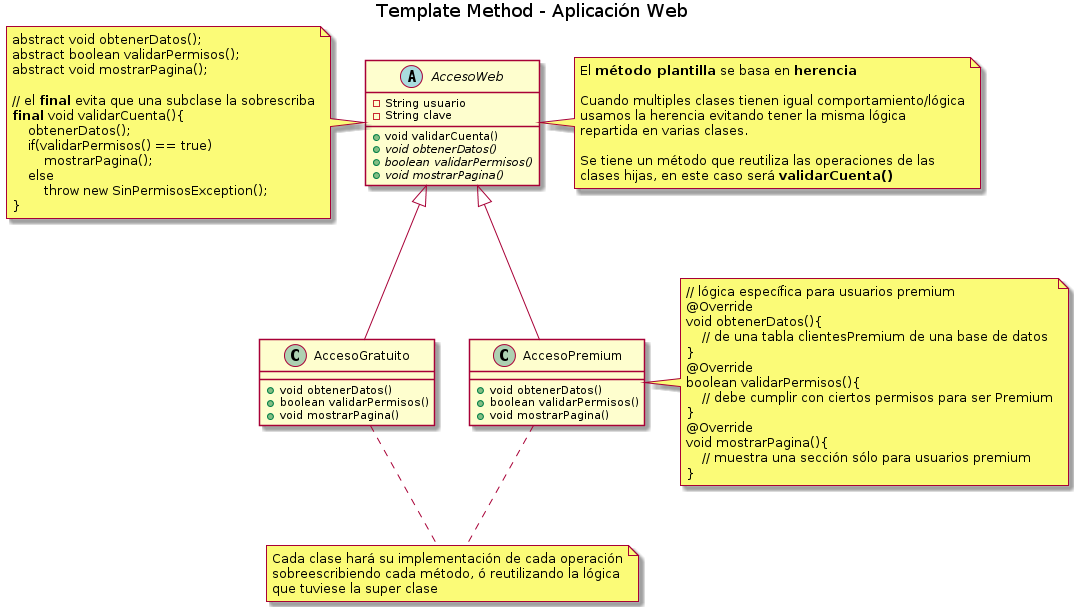 Template Method - Aplicación Web
abstract void obtenerDatos();
abstract boolean validarPermisos();
abstract void mostrarPagina();
// el final evita que una subclase la sobrescriba
final void validarCuenta(){
obtenerDatos();
if(validarPermisos() == true)
mostrarPagina();
else
throw new SinPermisosException();
}
A AccesoWeb
String usuario
String clave
void validarCuenta()
void obtenerDatos()
boolean validarPermisos()
void mostrarPagina()
El método plantilla se basa en herencia
Cuando multiples clases tienen igual comportamiento/lógica
usamos la herencia evitando tener la misma lógica
repartida en varias clases.
Se tiene un método que reutiliza las operaciones de las
clases hijas, en este caso será validarCuenta()
C AccesoGratuito
void obtenerDatos()
boolean validarPermisos()
void mostrarPagina()
C AccesoPremium
void obtenerDatos()
boolean validarPermisos()
void mostrarPagina()
// lógica específica para usuarios premium
@Override
void obtenerDatos(){
// de una tabla clientesPremium de una base de datos
}
@Override
boolean validarPermisos(){
// debe cumplir con ciertos permisos para ser Premium
}
@Override
void mostrarPagina(){
// muestra una sección sólo para usuarios premium
}
Cada clase hará su implementación de cada operación
sobreescribiendo cada método, ó reutilizando la lógica
que tuviese la super clase